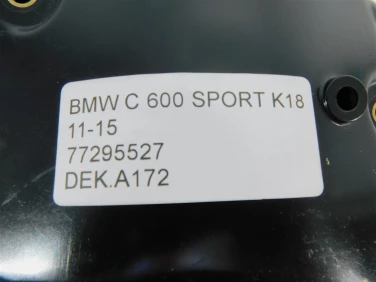 BMW C 600 SPORT K18
11-15
77295527
DEK.A172